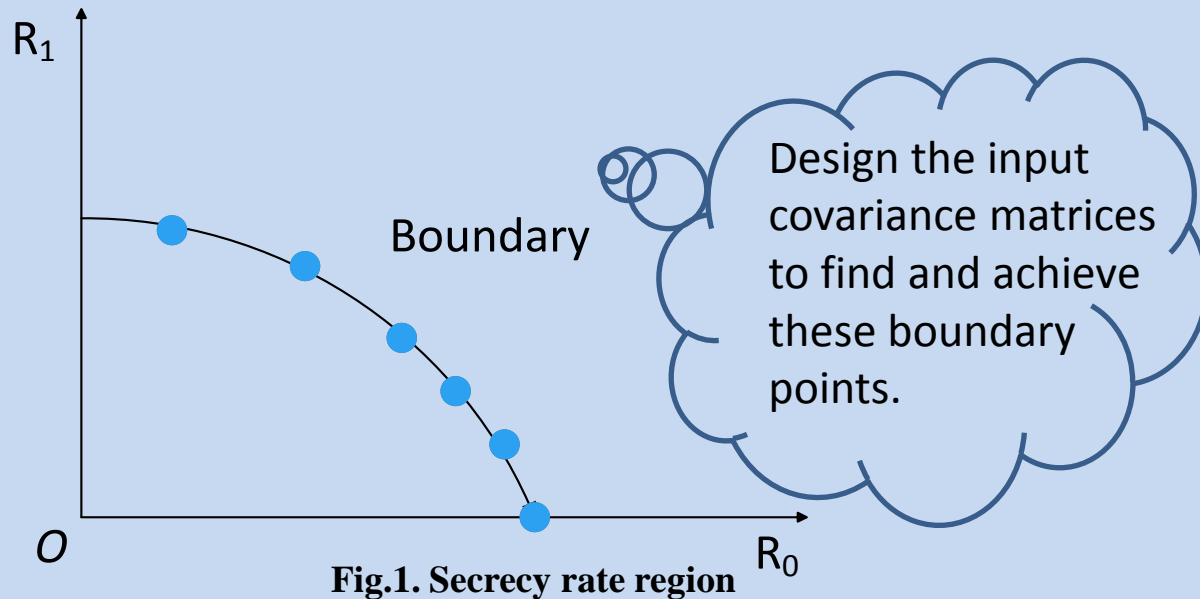 R₁
Boundary
Design the input
covariance matrices
to find and achieve
these boundary
points.
O
R₀
Fig.1. Secrecy rate region